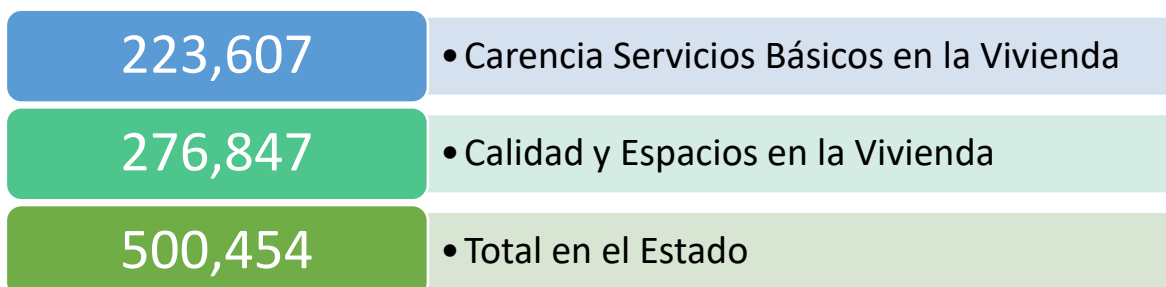 223,607 • Carencia Servicios Básicos en la Vivienda
276,847 • Calidad y Espacios en la Vivienda
500,454 • Total en el Estado